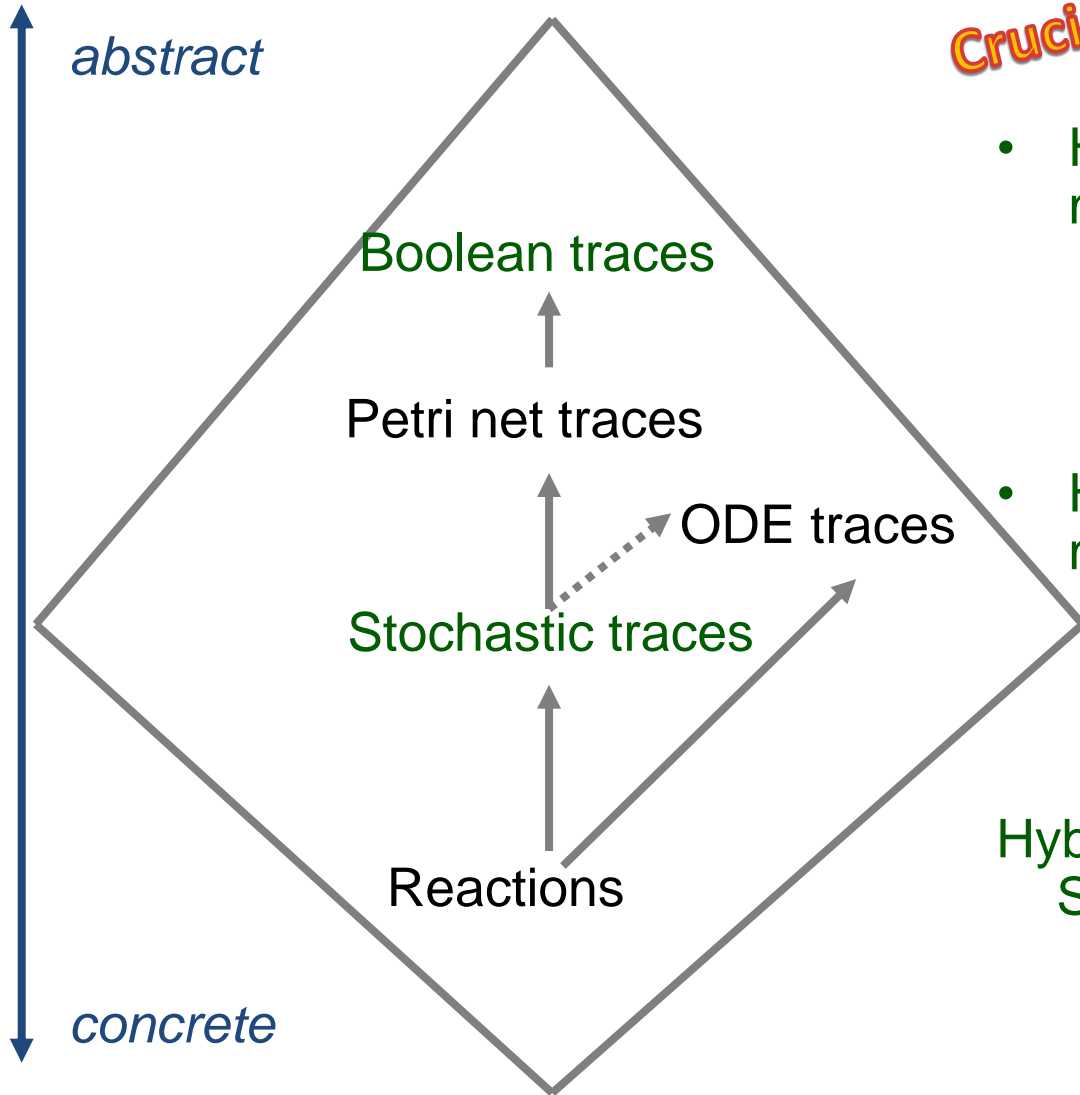 abstract
Boolean traces
Petri net traces
ODE traces
Stochastic traces
Reactions
concrete